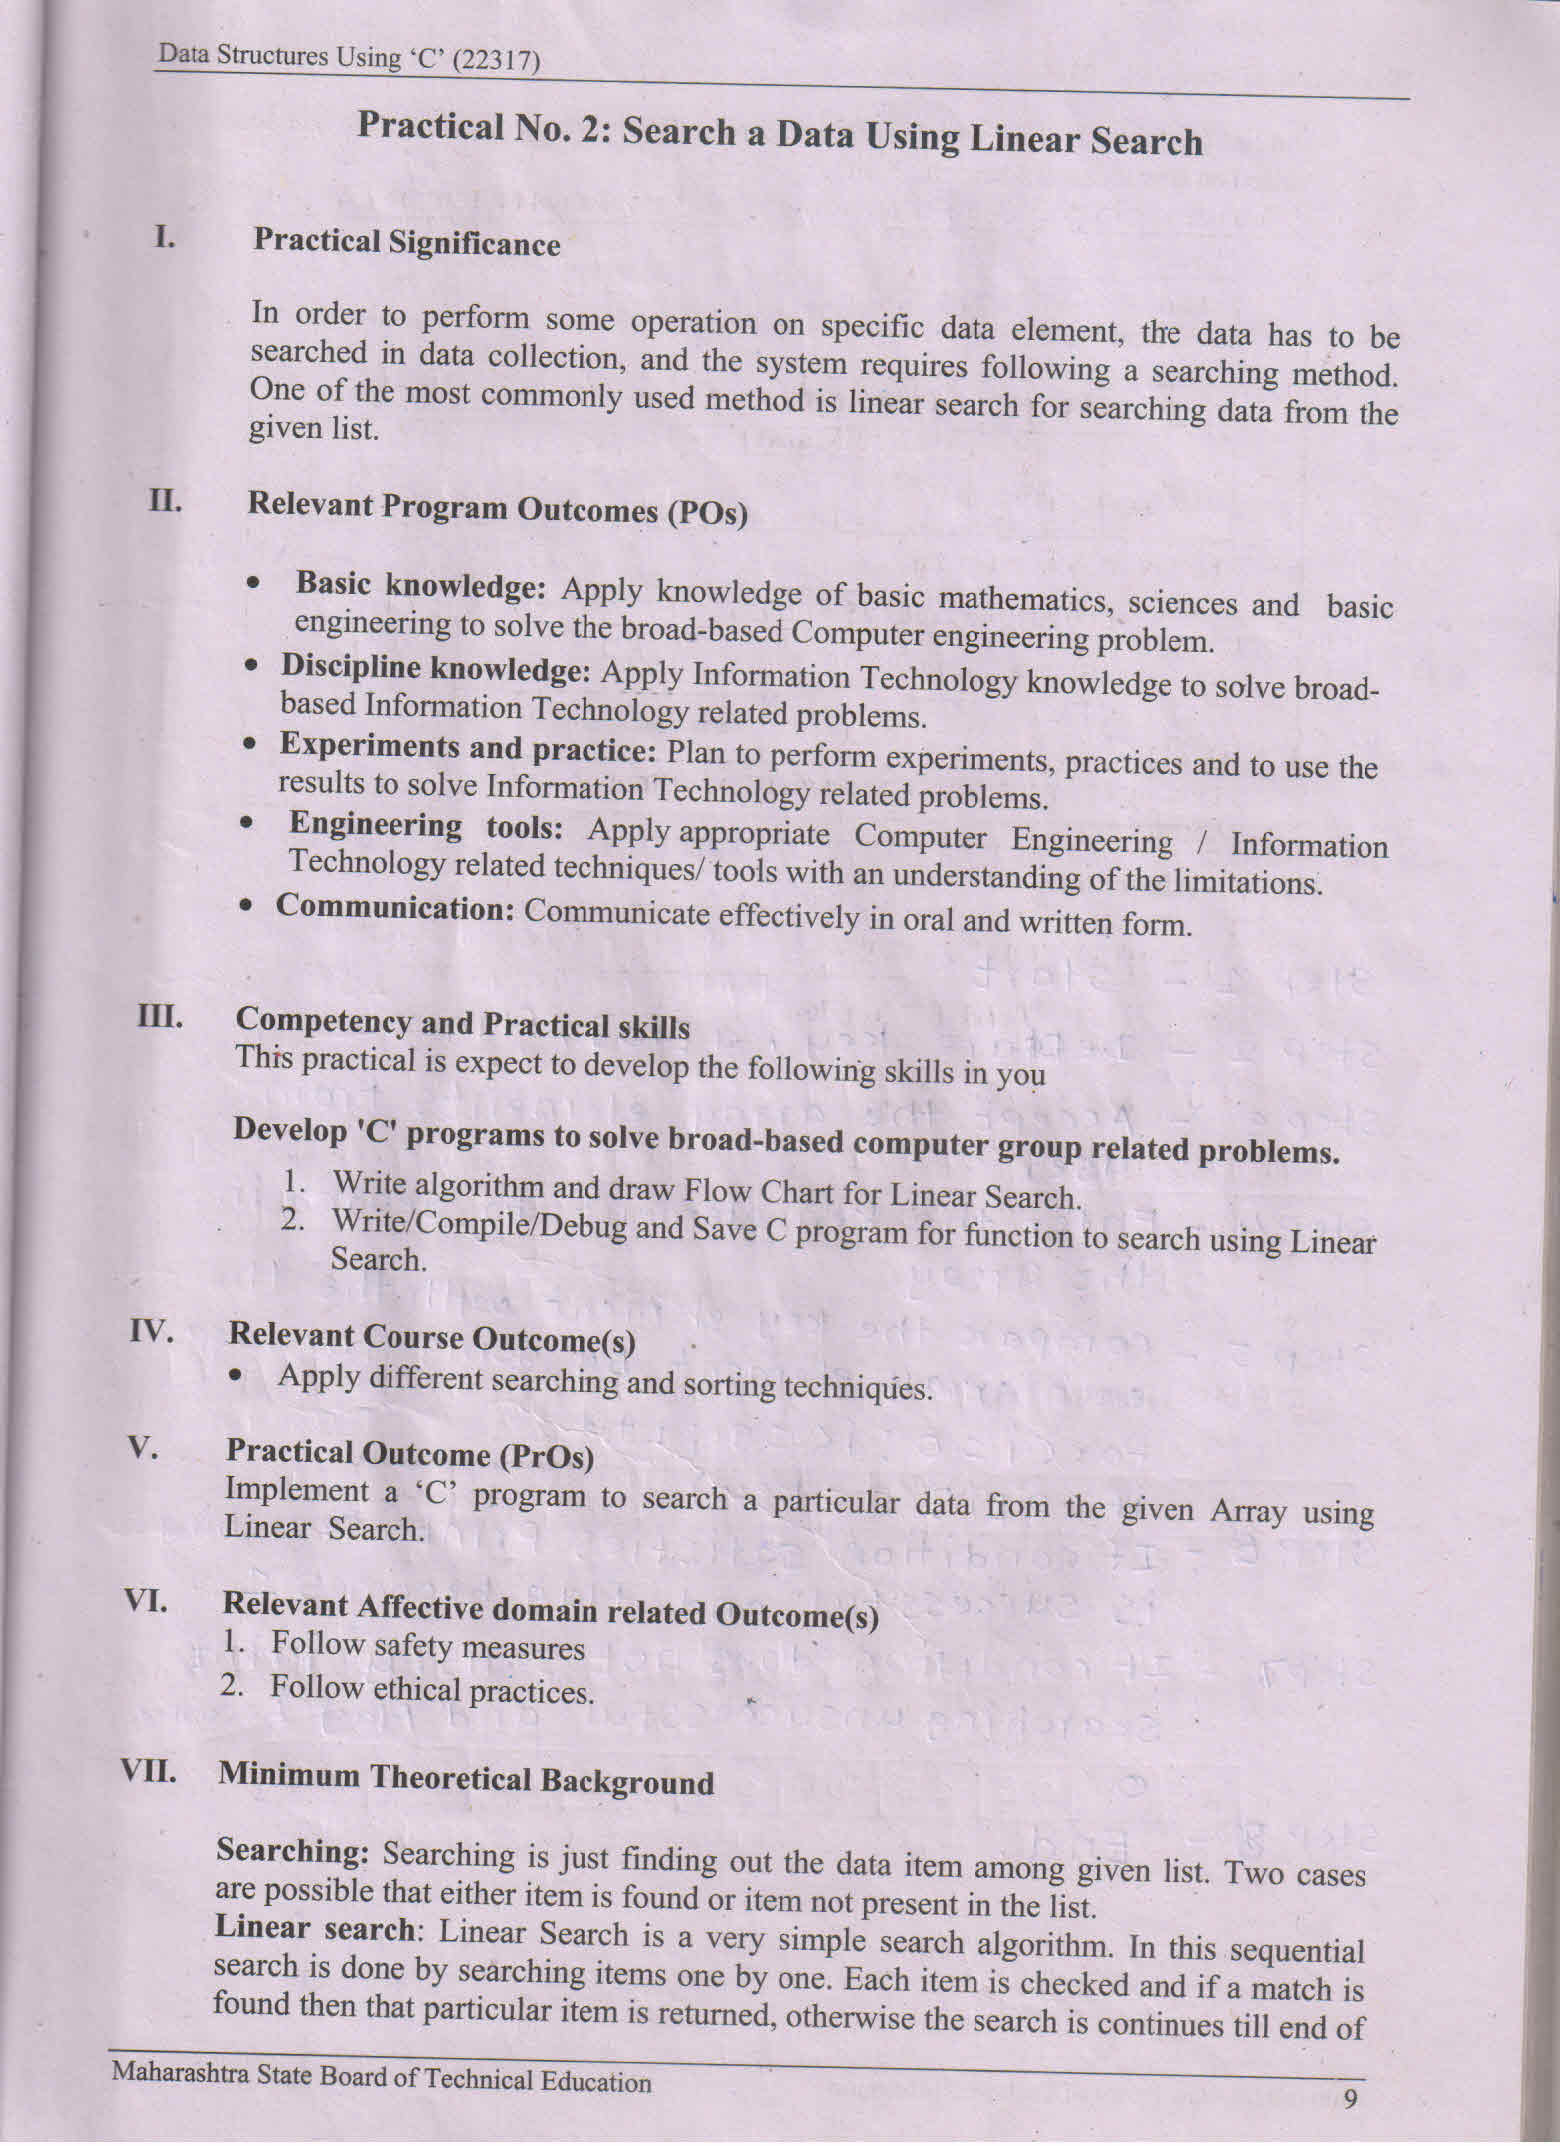 Data Structures Using ‘C’ (22317)
Practical No. 2: Search a Data Using Linear Search
I. Practical Significance
In order to perform some operation on specific data element, the data has to be
searched in data collection, and the system requires following a searching method.
One of the most commonly used method is linear search for searching data from the
given list.
II. Relevant Program Outcomes (POs)
• Basic knowledge: Apply knowledge of basic mathematics, sciences and basic
engineering to solve the broad-based Computer engineering problem.
• Discipline knowledge: Apply Information Technology knowledge to solve broad-
based Information Technology related problems.
• Experiments and practice: Plan to perform experiments, practices and to use the
results to solve Information Technology related problems.
• Engineering tools: Apply appropriate Computer Engineering / Information
Technology related techniques/ tools with an understanding of the limitations.
• Communication: Communicate effectively in oral and written form.
III. Competency and Practical skills
This practical is expect to develop the following skills in you
Develop 'C' programs to solve broad-based computer group related problems.
1. Write algorithm and draw Flow Chart for Linear Search.
2. Write/Compile/Debug and Save C program for function to search using Linear
Search.
IV. Relevant Course Outcome(s)
• Apply different searching and sorting techniques.
V. Practical Outcome (PrOs)
Implement a ‘C’ program to search a particular data from the given Array using
Linear Search.
VI. Relevant Affective domain related Outcome(s)
1. Follow safety measures
2. Follow ethical practices.
VII. Minimum Theoretical Background
Searching: Searching is just finding out the data item among given list. Two cases
are possible that either item is found or item not present in the list.
Linear search: Linear Search is a very simple search algorithm. In this sequential
search is done by searching items one by one. Each item is checked and if a match is
found then that particular item is returned, otherwise the search is continues till end of
Maharashtra State Board of Technical Education
9